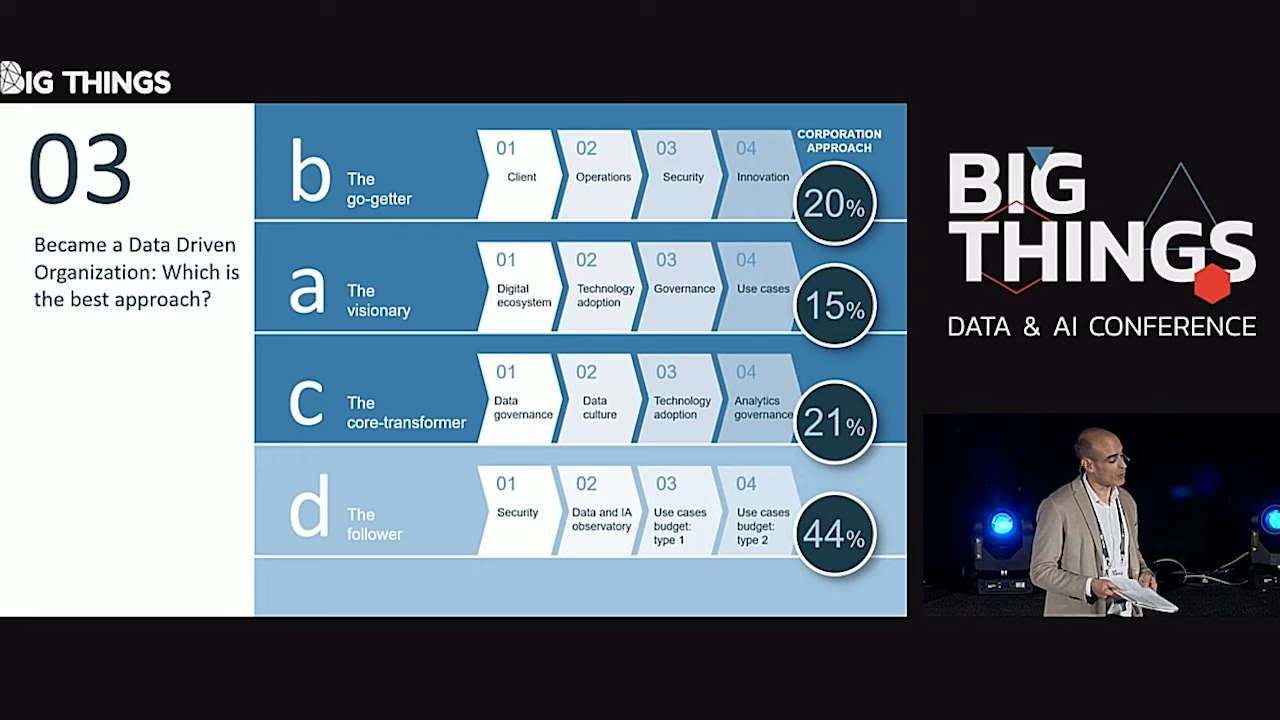 BIG THINGS
03
Became a Data Driven
Organization: Which is
the best approach?
CORPORATION
APPROACH
b
The
go-getter
01
Client
02
Operations
03
Security
04
Innovation
20%
a
The
visionary
01
Digital
ecosystem
02
Technology
adoption
03
Governance
04
Use cases
15%
c
The
core-transformer
01
Data
governance
02
Data
culture
03
Technology
adoption
04
Analytics
governance
21%
d
The
follower
01
Security
02
Data and IA
observatory
03
Use cases
budget:
type 1
04
Use cases
budget:
type 2
44%
BIG
THINGS
DATA & AI CONFERENCE